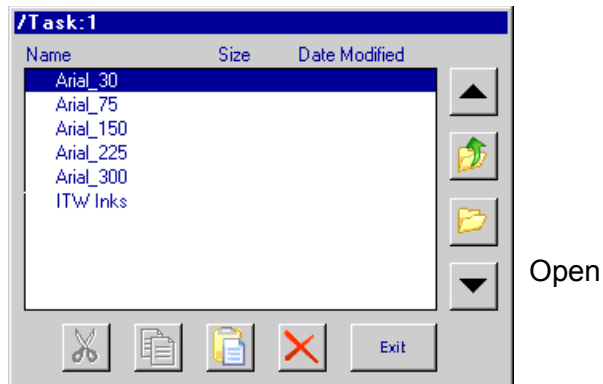 /Task:1
Name Size Date Modified
Arial_30
Arial_75
Arial_150
Arial_225
Arial_300
ITW Inks
Open
Exit